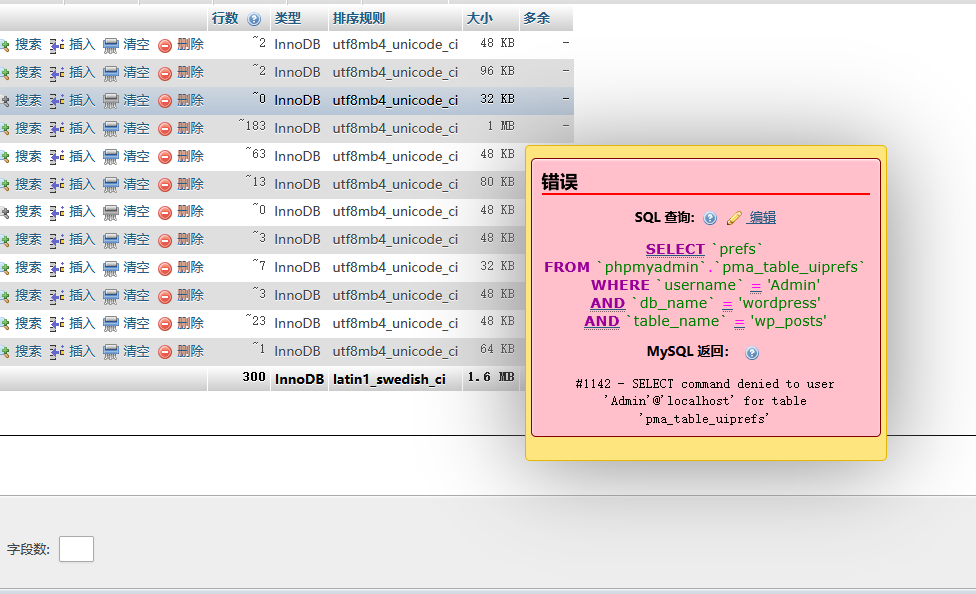 行数 类型 排序规则 大小 多余
搜索 插入 清空 删除 ~2 InnoDB utf8mb4_unicode_ci 48 KB -
搜索 插入 清空 删除 ~2 InnoDB utf8mb4_unicode_ci 96 KB -
搜索 插入 清空 删除 ~0 InnoDB utf8mb4_unicode_ci 32 KB -
搜索 插入 清空 删除 ~183 InnoDB utf8mb4_unicode_ci 1 MB -
搜索 插入 清空 删除 ~63 InnoDB utf8mb4_unicode_ci 48 KB
搜索 插入 清空 删除 ~13 InnoDB utf8mb4_unicode_ci 80 KB
搜索 插入 清空 删除 ~0 InnoDB utf8mb4_unicode_ci 48 KB
搜索 插入 清空 删除 ~3 InnoDB utf8mb4_unicode_ci 48 KB
搜索 插入 清空 删除 ~7 InnoDB utf8mb4_unicode_ci 32 KB
搜索 插入 清空 删除 ~3 InnoDB utf8mb4_unicode_ci 48 KB
搜索 插入 清空 删除 ~23 InnoDB utf8mb4_unicode_ci 48 KB
搜索 插入 清空 删除 ~1 InnoDB utf8mb4_unicode_ci 64 KB
300 InnoDB latin1_swedish_ci 1.6 MB
错误
SQL 查询: 编辑
SELECT `prefs`
FROM `phpmyadmin`.`pma_table_uiprefs`
WHERE `username` = 'Admin'
AND `db_name` = 'wordpress'
AND `table_name` = 'wp_posts'
MySQL 返回:
#1142 - SELECT command denied to user
'Admin'@'localhost' for table
'pma_table_uiprefs'
字段数: